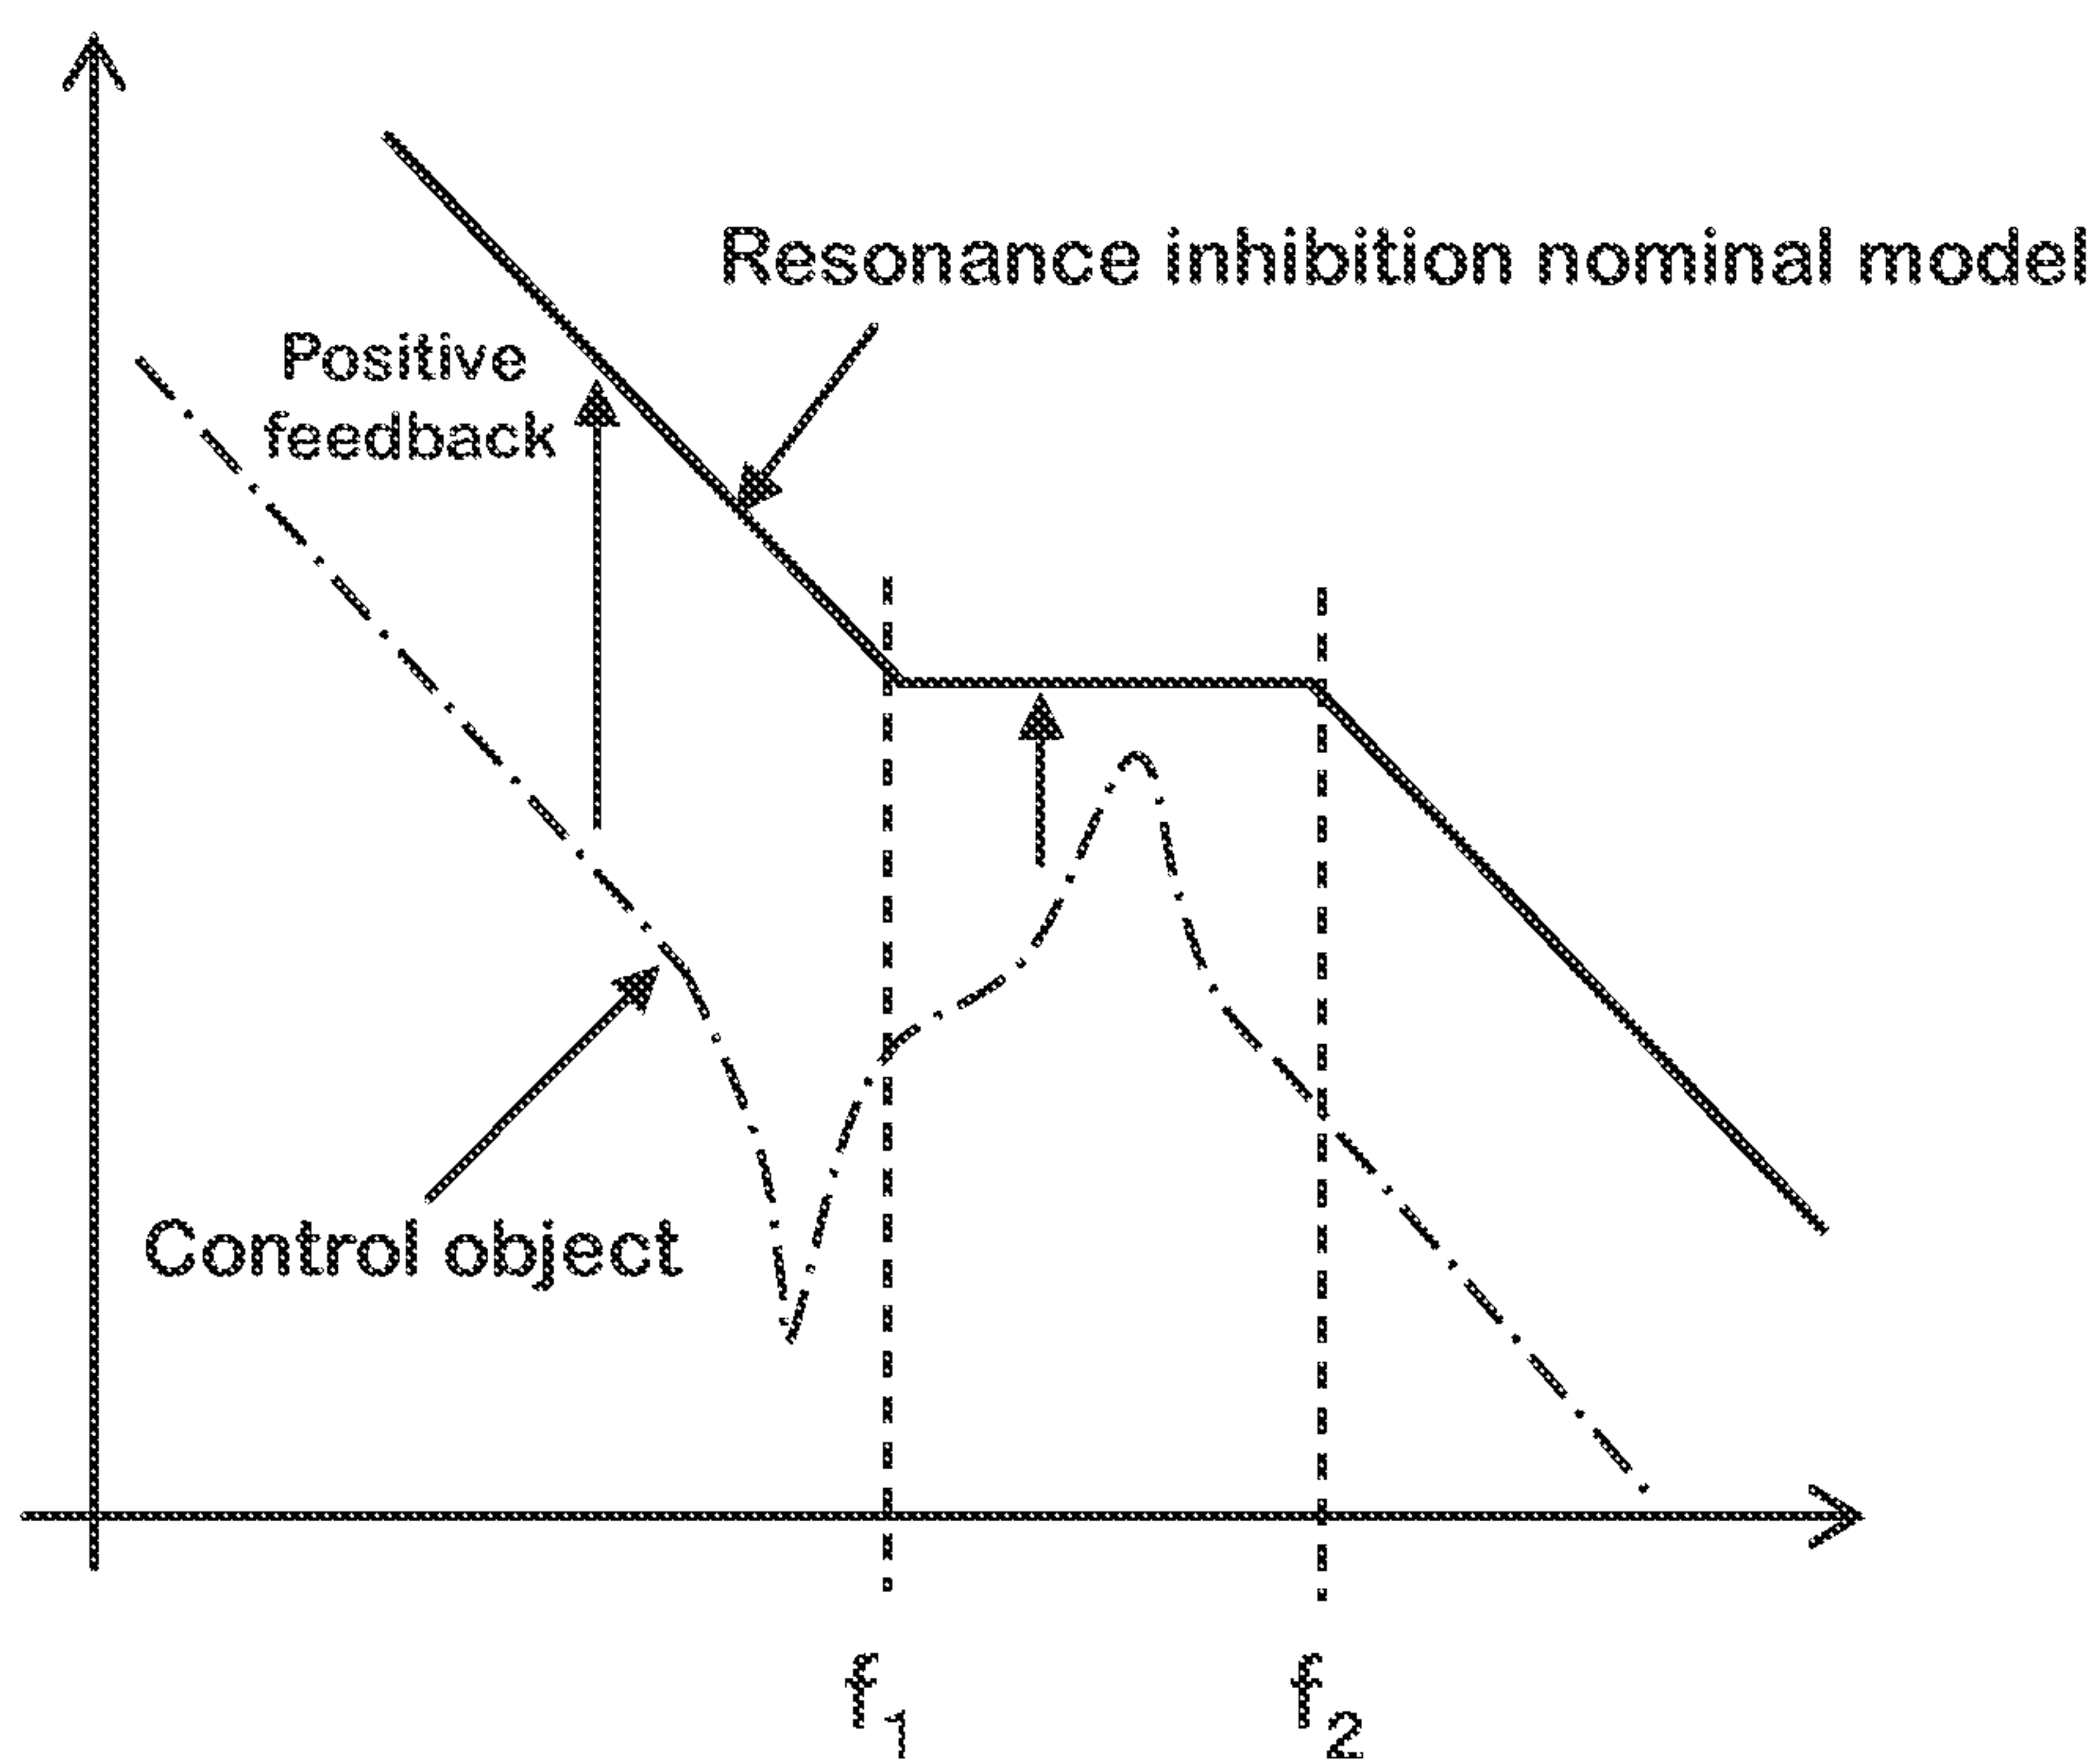 Resonance inhibition nominal model
Positive
feedback
Control object
f1
f2